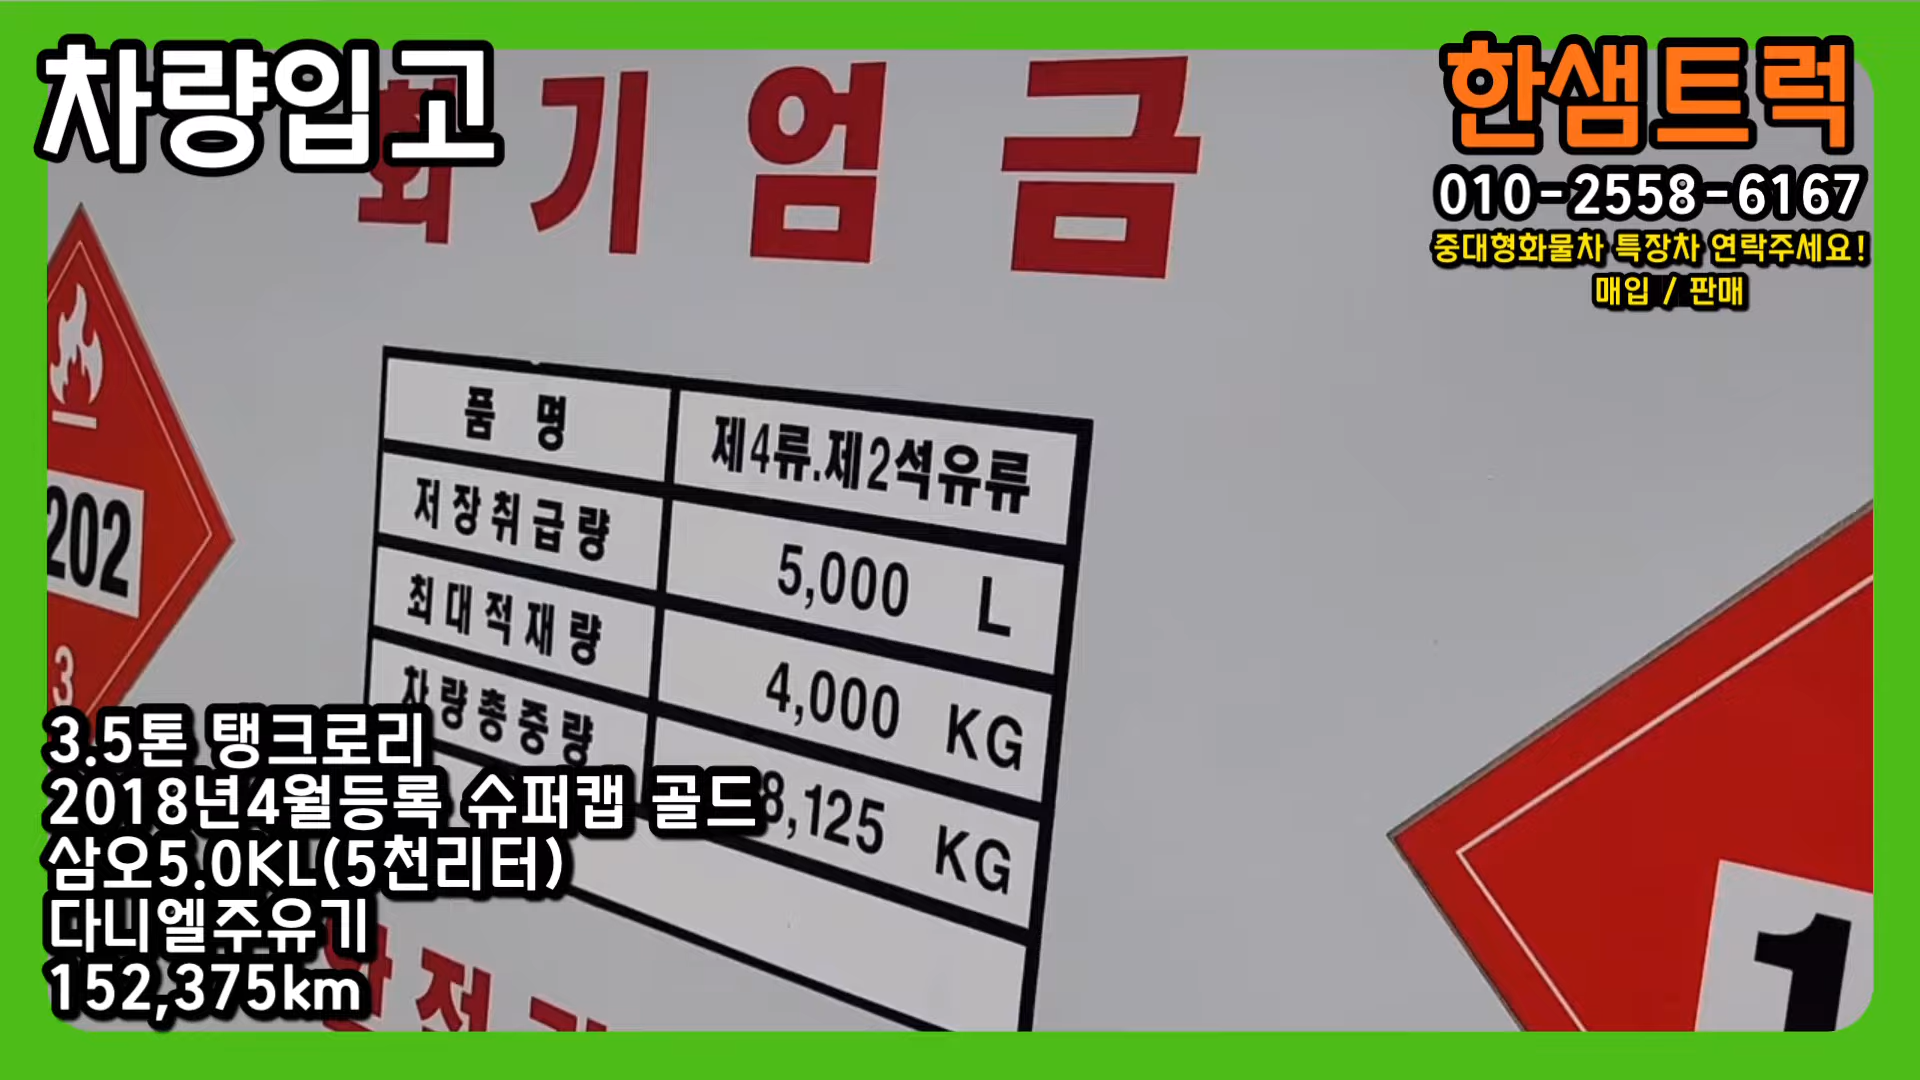 차량입고
한샘트럭
010-2558-6167
중대형화물차 특장차 연락주세요!
매입 / 판매
화기엄금
품 명 제4류.제2석유류
저장취급량 5,000 L
최대적재량 4,000 KG
차량총중량 8,125 KG
202
3
1
3.5톤 탱크로리
2018년4월등록 슈퍼캡 골드
삼오5.0KL(5천리터)
다니엘주유기
152,375km